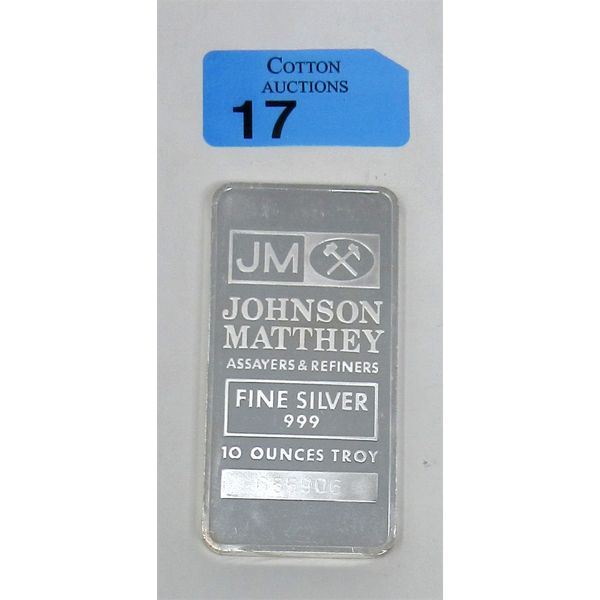 COTTON
AUCTIONS
17
JM
JOHNSON
MATTHEY
ASSAYERS & REFINERS
FINE SILVER
999
10 OUNCES TROY